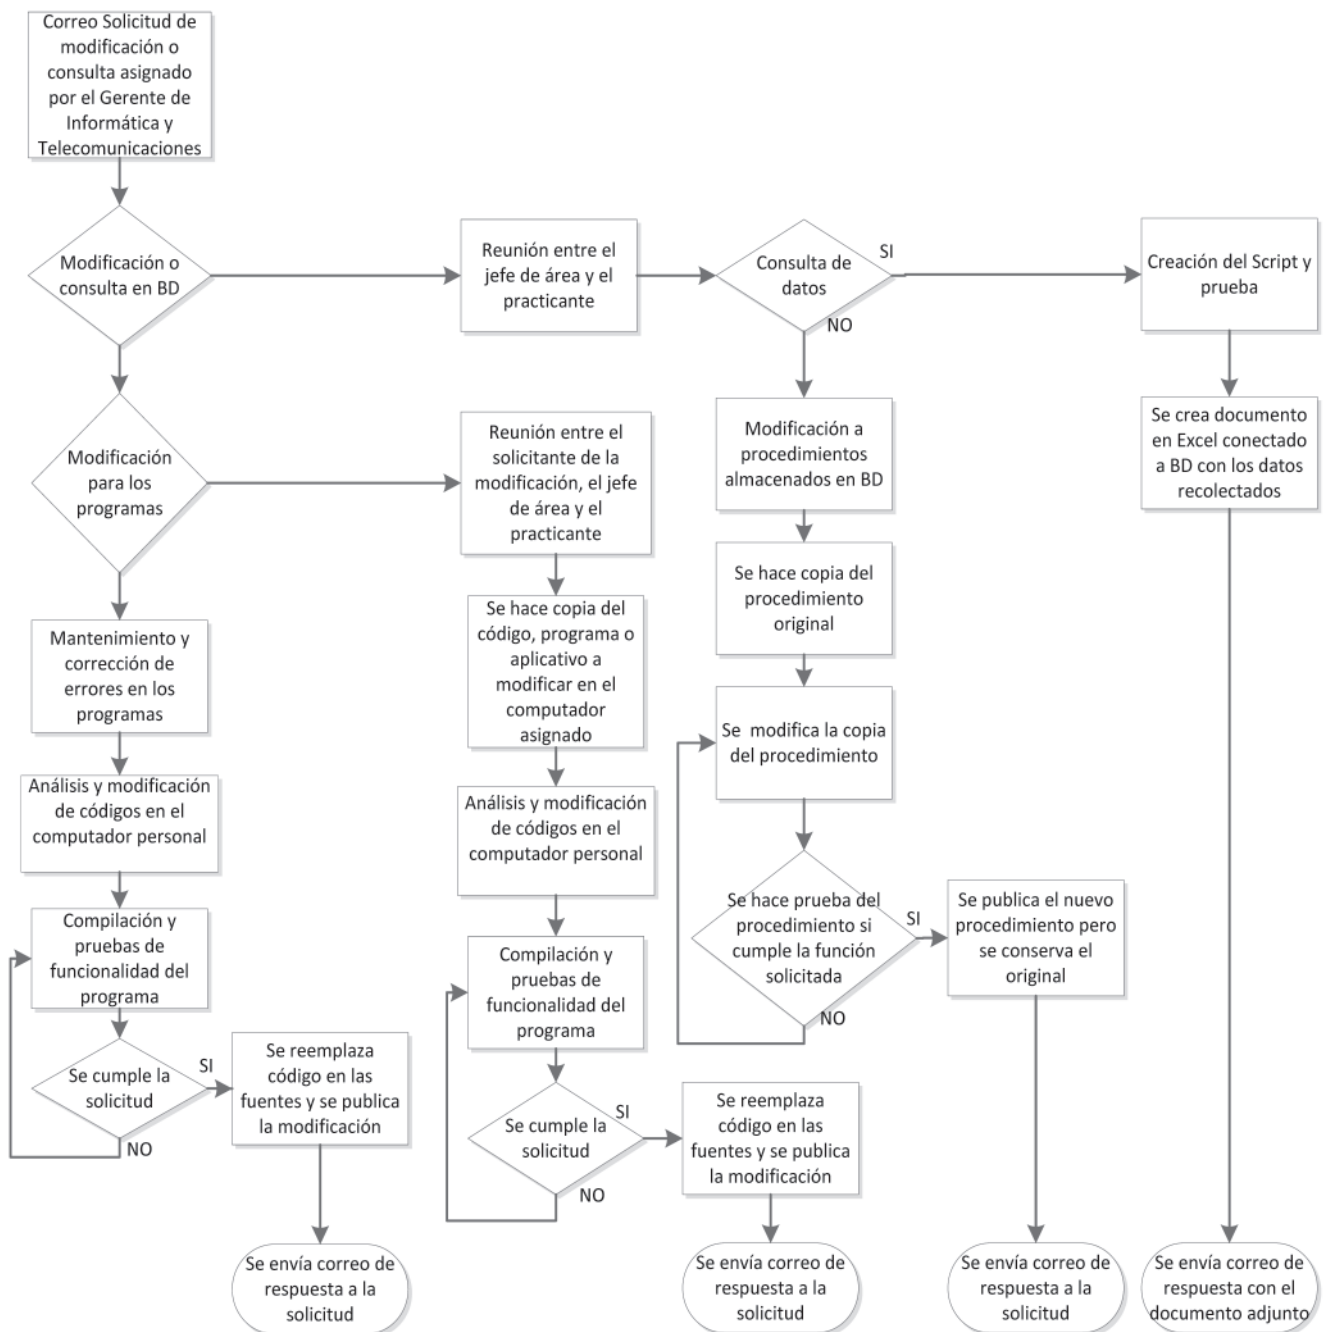 Correo Solicitud de
modificación o
consulta asignado
por el Gerente de
Informática y
Telecomunicaciones
Modificación o
consulta en BD
Reunión entre el
jefe de área y el
practicante
Consulta de
datos
SI
NO
Creación del Script y
prueba
Modificación
para los
programas
Reunión entre el
solicitante de la
modificación, el jefe
de área y el
practicante
Modificación a
procedimientos
almacenados en BD
Se crea documento
en Excel conectado
a BD con los datos
recolectados
Mantenimiento y
corrección de
errores en los
programas
Se hace copia del
código, programa o
aplicativo a
modificar en el
computador
asignado
Se hace copia del
procedimiento
original
Se modifica la copia
del procedimiento
Análisis y modificación
de códigos en el
computador personal
Análisis y modificación
de códigos en el
computador personal
Se hace prueba del
procedimiento si
cumple la función
solicitada
SI
NO
Se publica el nuevo
procedimiento pero
se conserva el
original
Compilación y
pruebas de
funcionalidad del
programa
Compilación y
pruebas de
funcionalidad del
programa
Se cumple la
solicitud
SI
NO
Se reemplaza
código en las
fuentes y se publica
la modificación
Se cumple la
solicitud
SI
NO
Se reemplaza
código en las
fuentes y se publica
la modificación
Se envía correo de
respuesta a la
solicitud
Se envía correo de
respuesta a la
solicitud
Se envía correo de
respuesta a la
solicitud
Se envía correo de
respuesta con el
documento adjunto